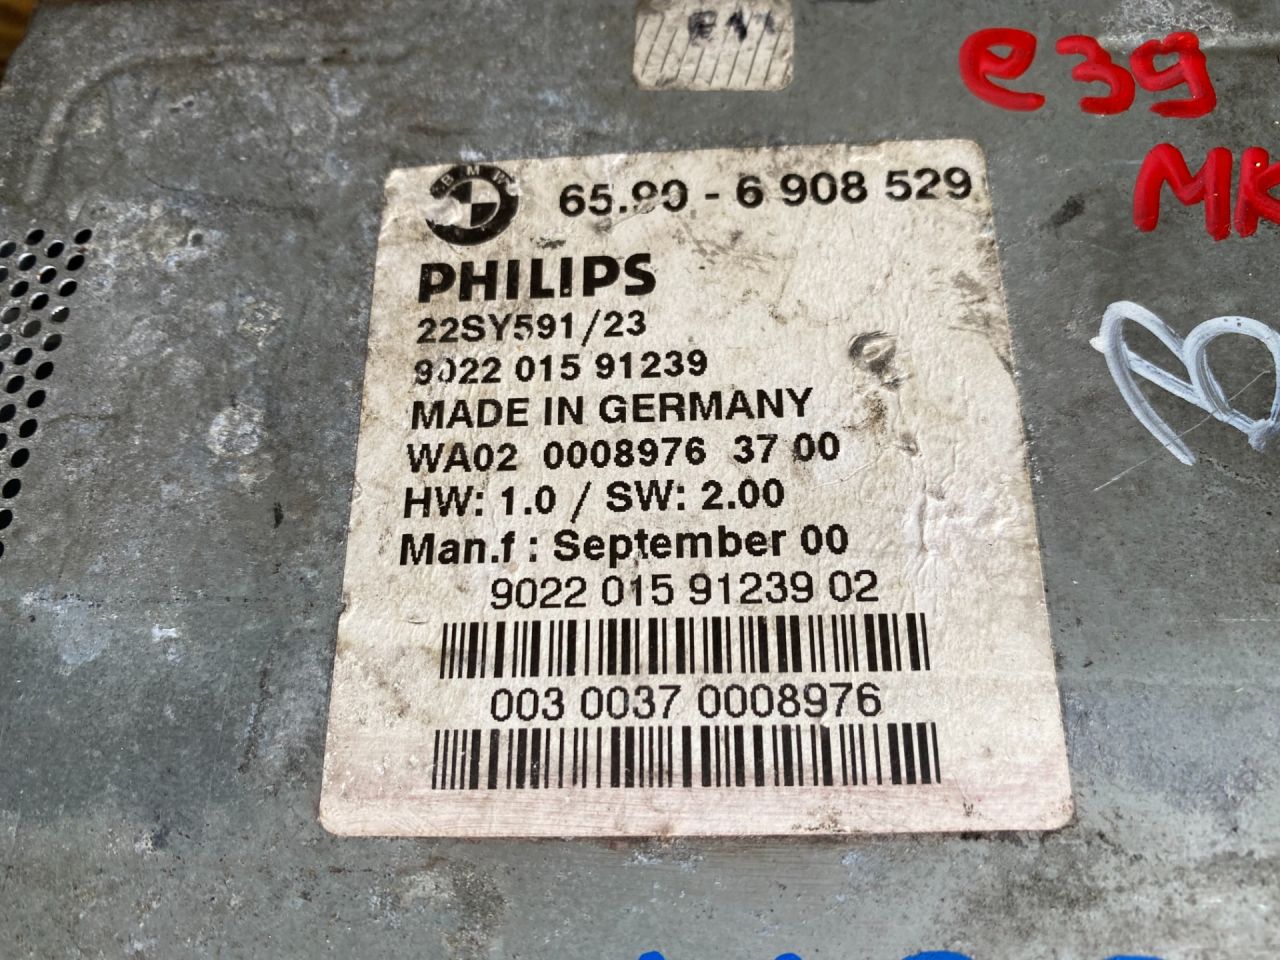 e39
MK
BMW
65.90 - 6 908 529
PHILIPS
22SY591/23
9022 015 91239
MADE IN GERMANY
WA02 0008976 37 00
HW: 1.0 / SW: 2.00
Man.f : September 00
9022 015 91239 02
003 0037 0008976